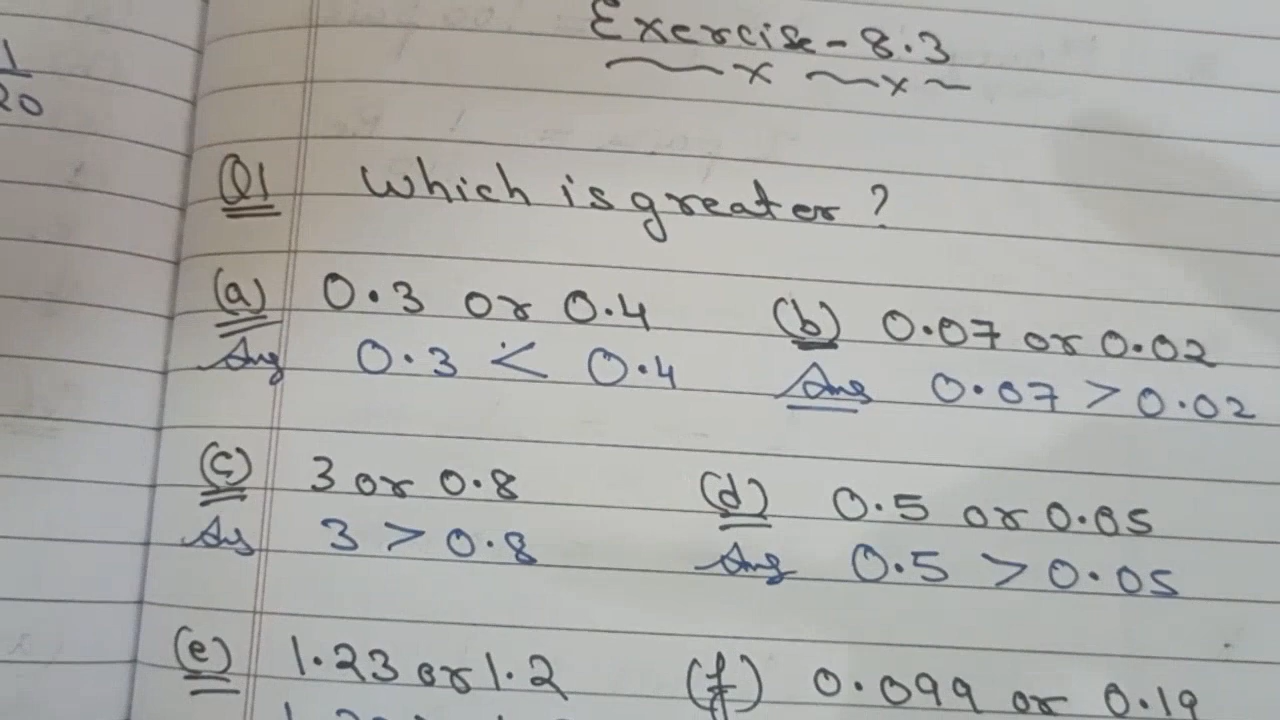 Exercise-8.3
1
20
Q1 Which is greater?
(a) 0.3 or 0.4 (b) 0.07 or 0.02
Ans 0.3 < 0.4 Ans 0.07 > 0.02
(c) 3 or 0.8 (d) 0.5 or 0.05
Ans 3 > 0.8 Ans 0.5 > 0.05
(e) 1.23 or 1.2 (f) 0.099 or 0.19